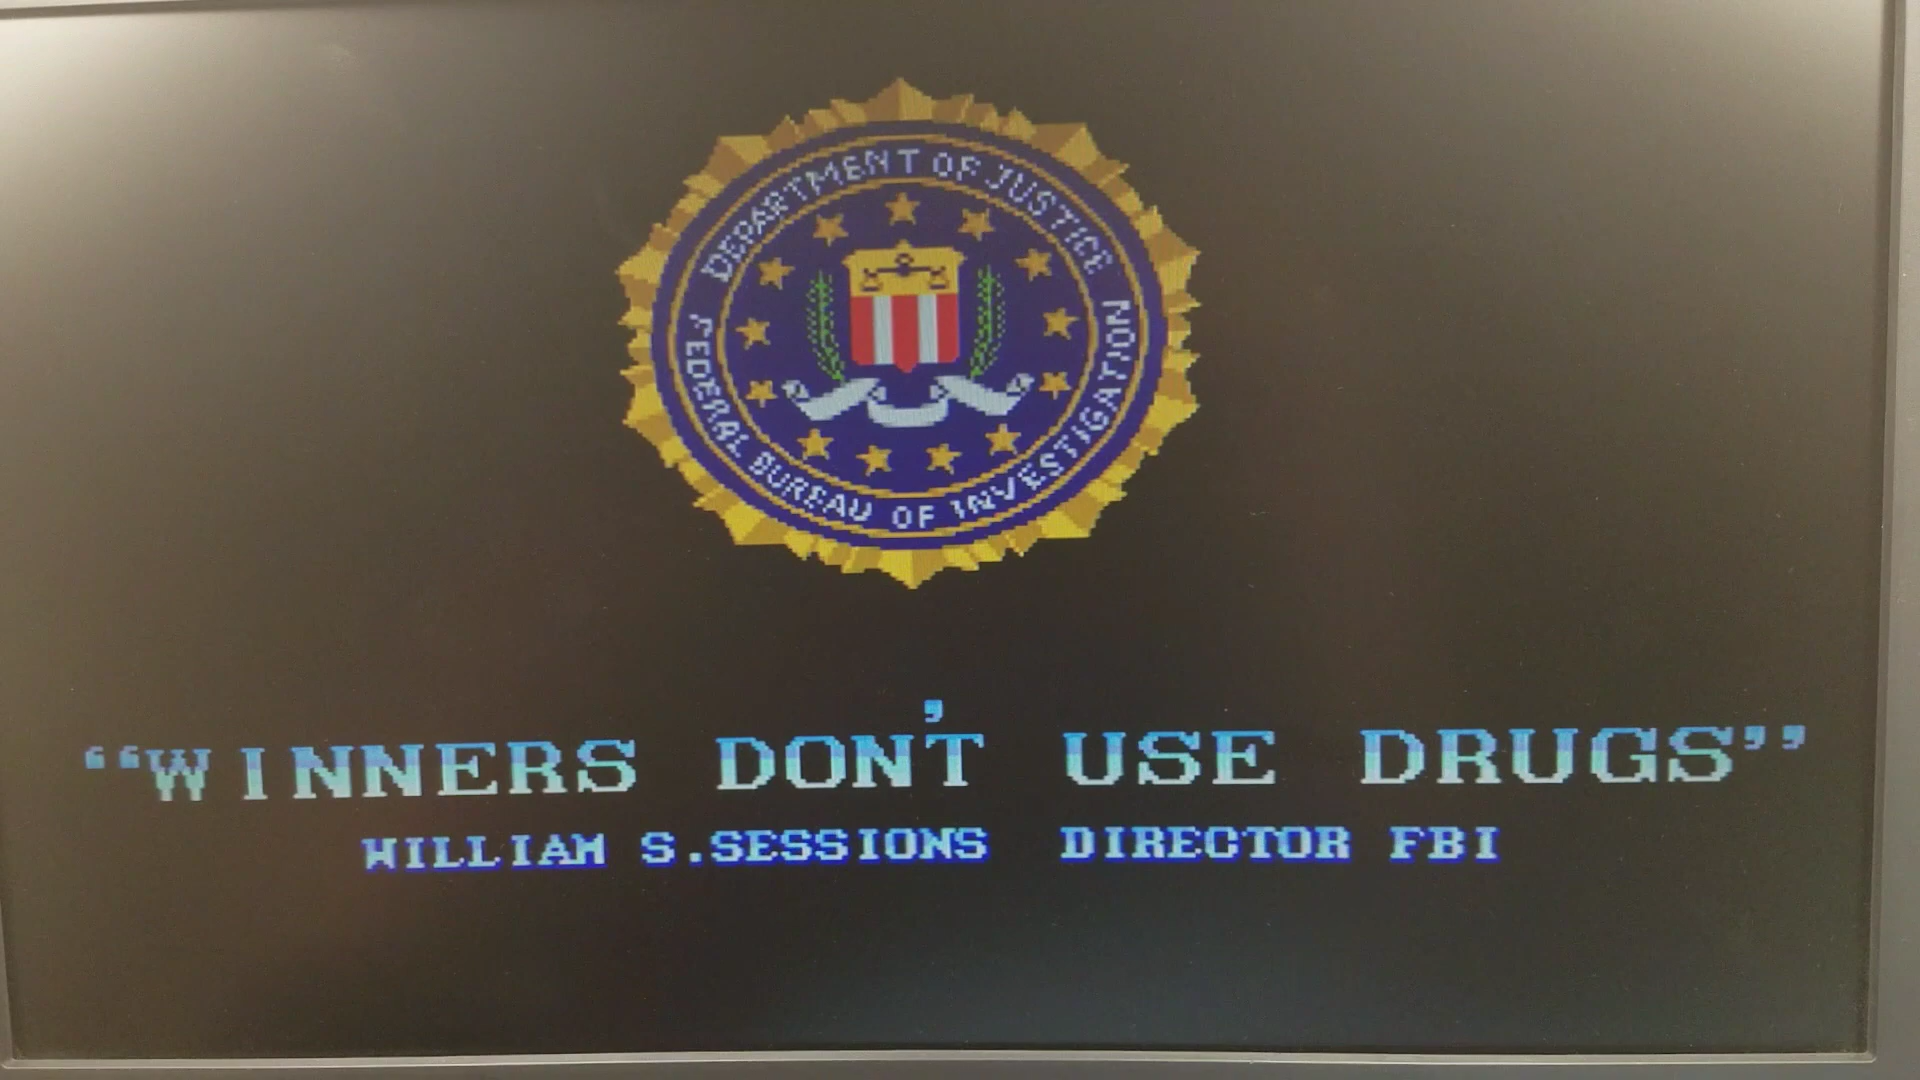 DEPARTMENT OF JUSTICE
FEDERAL BUREAU OF INVESTIGATION
“WINNERS DON'T USE DRUGS”
WILLIAM S.SESSIONS DIRECTOR FBI